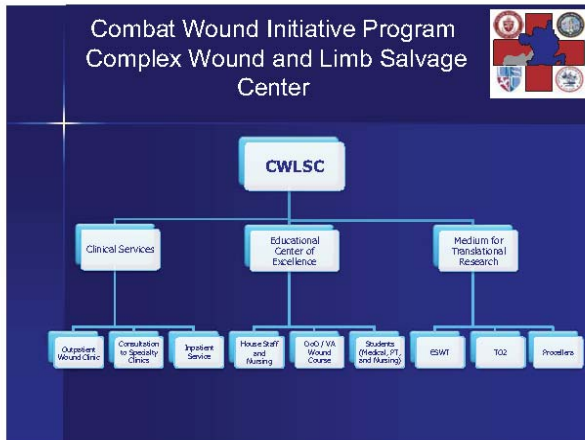 Combat Wound Initiative Program
Complex Wound and Limb Salvage
Center
CWLSC
Clinical Services
Educational
Center of
Excellence
Medium for
Translational
Research
Outpatient
Wound Clinic
Consultation
to Specialty
Clinics
Inpatient
Service
House Staff
and
Nursing
DoD / VA
Wound
Course
Students
(Medical, PT,
and Nursing)
ESWT
TO2
Procellera